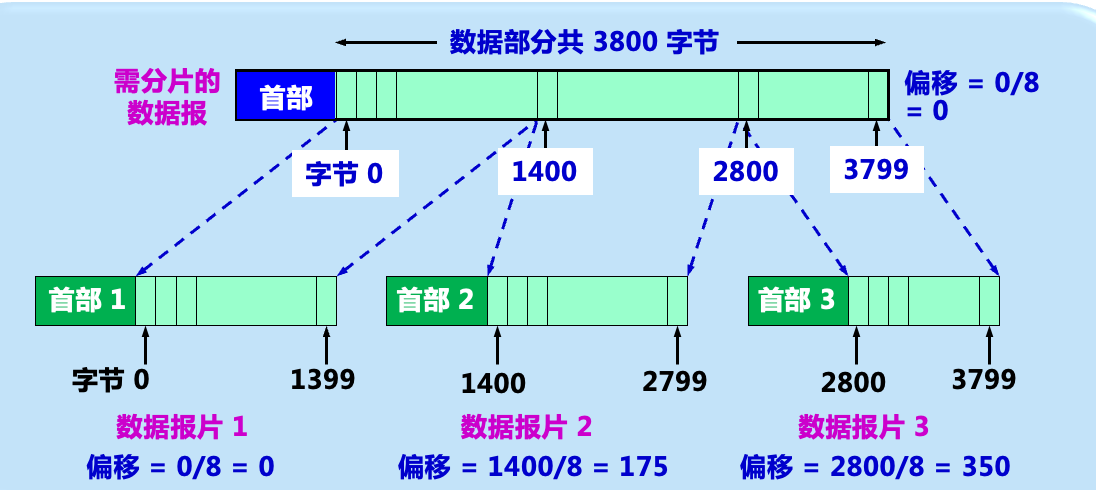 数据部分共 3800 字节
需分片的
数据报
首部
偏移 = 0/8
= 0
字节 0
1400
2800
3799
首部 1
首部 2
首部 3
字节 0
1399
1400
2799
2800
3799
数据报片 1
数据报片 2
数据报片 3
偏移 = 0/8 = 0
偏移 = 1400/8 = 175
偏移 = 2800/8 = 350